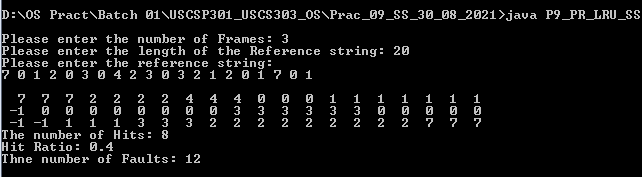 D:\OS Pract\Batch 01\USCSP301_USCS303_OS\Prac_09_SS_30_08_2021>java P9_PR_LRU_SS
Please enter the number of Frames: 3
Please enter the length of the Reference string: 20
Please enter the reference string:
7 0 1 2 0 3 0 4 2 3 0 3 2 1 2 0 1 7 0 1
7 7 7 2 2 2 2 4 4 4 0 0 0 1 1 1 1 1 1 1
-1 0 0 0 0 0 0 0 0 3 3 3 3 3 3 0 0 0 0 0
-1 -1 1 1 1 3 3 3 2 2 2 2 2 2 2 2 2 7 7 7
The number of Hits: 8
Hit Ratio: 0.4
Thne number of Faults: 12